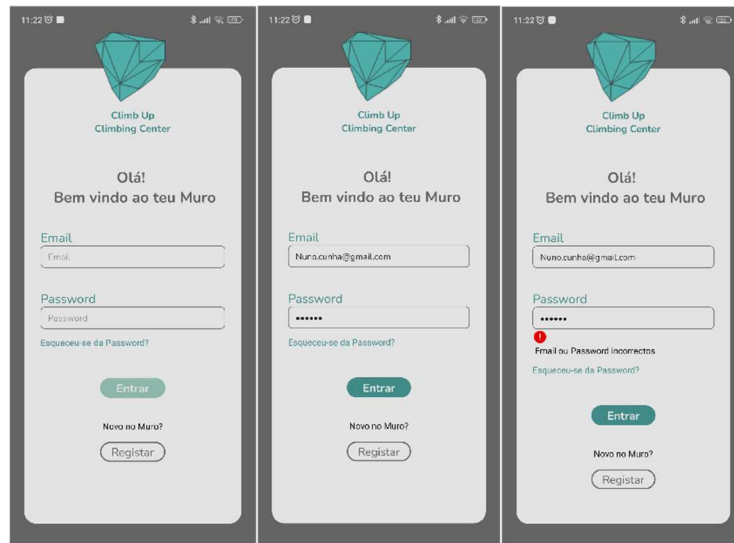 11:22
Climb Up
Climbing Center
Olá!
Bem vindo ao teu Muro
Email
Email
Password
Password
Esqueceu-se da Password?
Entrar
Novo no Muro?
Registar
11:22
Climb Up
Climbing Center
Olá!
Bem vindo ao teu Muro
Email
Nuno.cunha@gmail.com
Password
••••••
Esqueceu-se da Password?
Entrar
Novo no Muro?
Registar
11:22
Climb Up
Climbing Center
Olá!
Bem vindo ao teu Muro
Email
Nuno.cunha@gmail.com
Password
••••••
!
Email ou Password incorrectos
Esqueceu-se da Password?
Entrar
Novo no Muro?
Registar